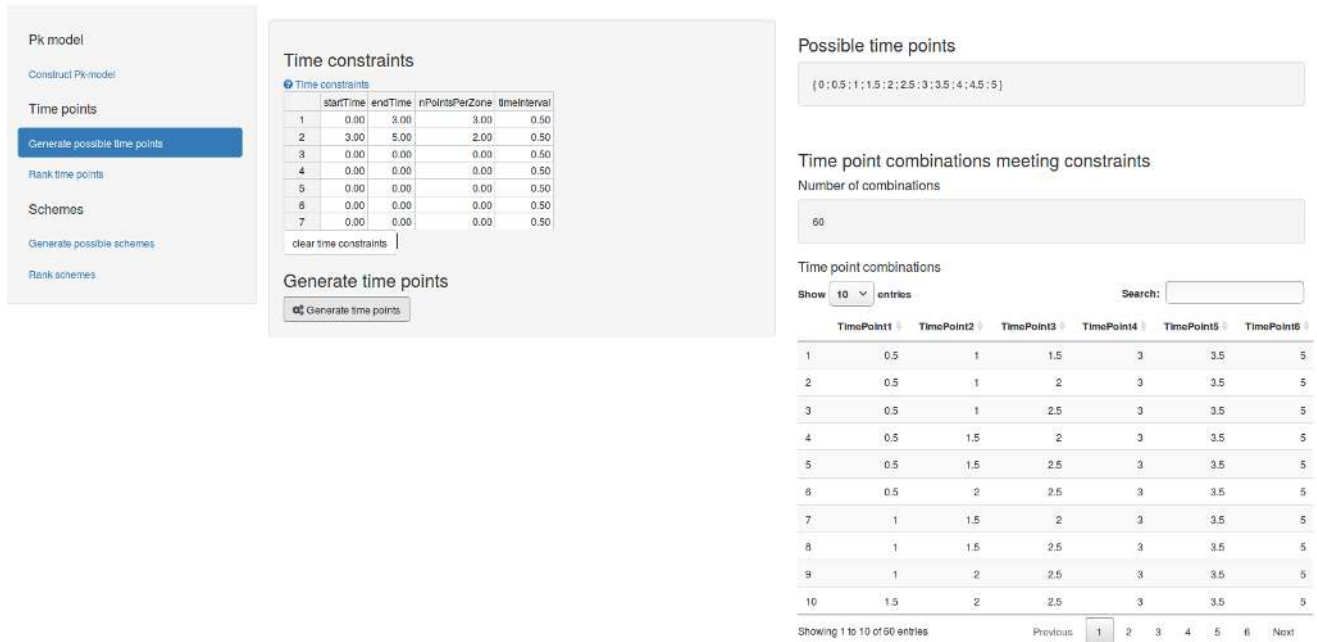 Pk model
Construct Pk-model
Time points
Generate possible time points
Rank time points
Schemes
Generate possible schemes
Rank schemes
Time constraints
Time constraints
startTime endTime nPointsPerZone timeInterval
1 0.00 3.00 3.00 0.50
2 3.00 5.00 2.00 0.50
3 0.00 0.00 0.00 0.50
4 0.00 0.00 0.00 0.50
5 0.00 0.00 0.00 0.50
6 0.00 0.00 0.00 0.50
7 0.00 0.00 0.00 0.50
clear time constraints
Generate time points
Generate time points
Possible time points
{ 0 ; 0.5 ; 1 ; 1.5 ; 2 ; 2.5 ; 3 ; 3.5 ; 4 ; 4.5 ; 5 }
Time point combinations meeting constraints
Number of combinations
60
Time point combinations
Show 10 entries Search:
TimePoint1 TimePoint2 TimePoint3 TimePoint4 TimePoint5 TimePoint6
1 0.5 1 1.5 3 3.5 5
2 0.5 1 2 3 3.5 5
3 0.5 1 2.5 3 3.5 5
4 0.5 1.5 2 3 3.5 5
5 0.5 1.5 2.5 3 3.5 5
6 0.5 2 2.5 3 3.5 5
7 1 1.5 2 3 3.5 5
8 1 1.5 2.5 3 3.5 5
9 1 2 2.5 3 3.5 5
10 1.5 2 2.5 3 3.5 5
Showing 1 to 10 of 60 entries Previous 1 2 3 4 5 6 Next